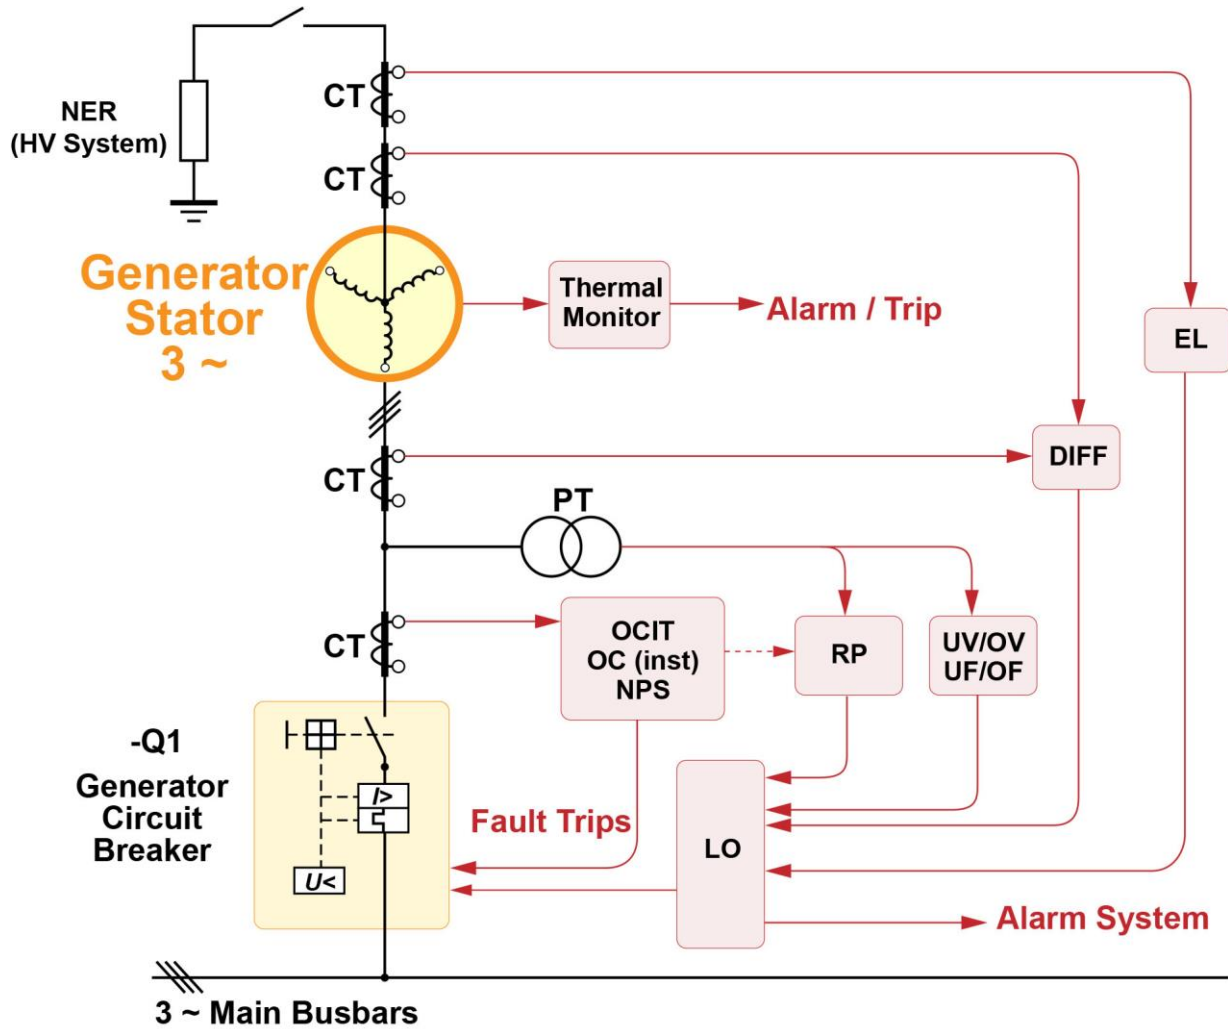 CT
NER
(HV System)
CT
Generator
Stator
3 ~
Thermal
Monitor
Alarm / Trip
EL
DIFF
CT
PT
CT
OCIT
OC (inst)
NPS
RP
UV/OV
UF/OF
-Q1
Generator
Circuit
Breaker
I>
U<
Fault Trips
LO
Alarm System
3 ~ Main Busbars